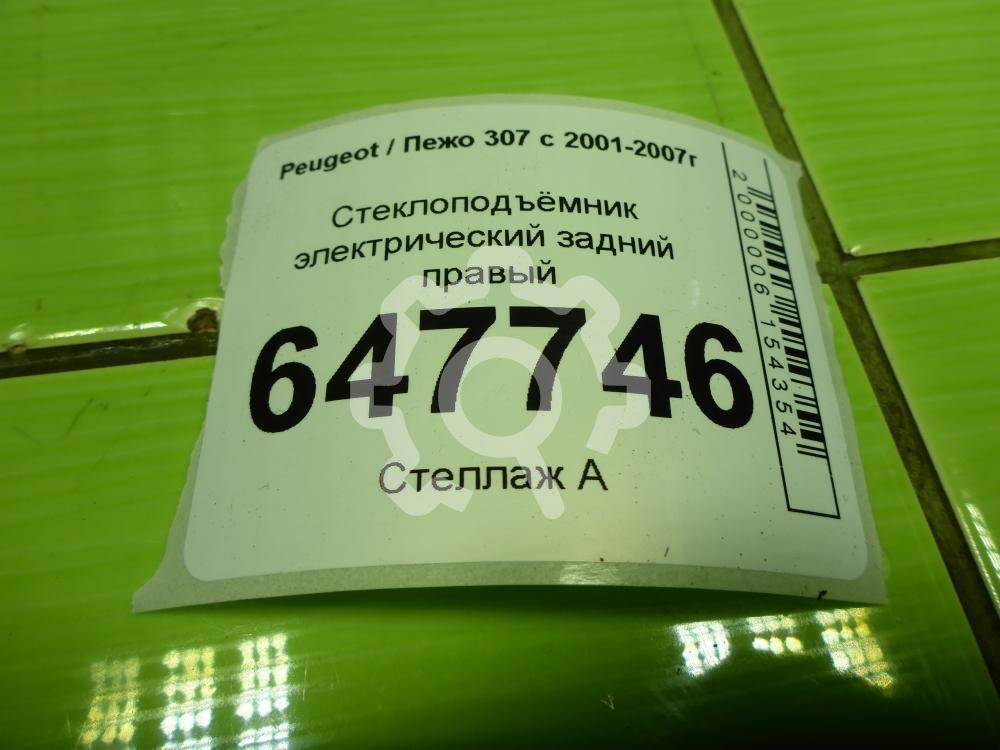 Peugeot / Пежо 307 с 2001-2007г
Стеклоподъёмник
электрический задний
правый
647746
Стеллаж А
2000006154354